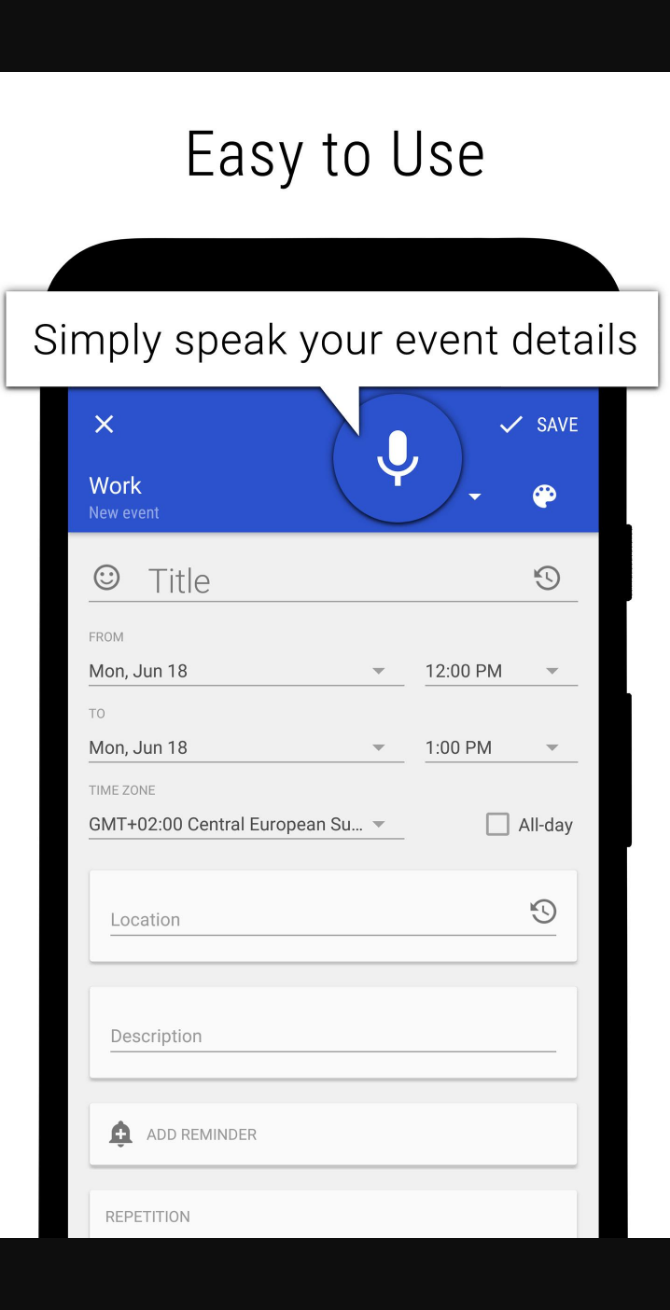 Easy to Use
Simply speak your event details
SAVE
Work
New event
Title
FROM
Mon, Jun 18 12:00 PM
TO
Mon, Jun 18 1:00 PM
TIME ZONE
GMT+02:00 Central European Su... All-day
Location
Description
ADD REMINDER
REPETITION